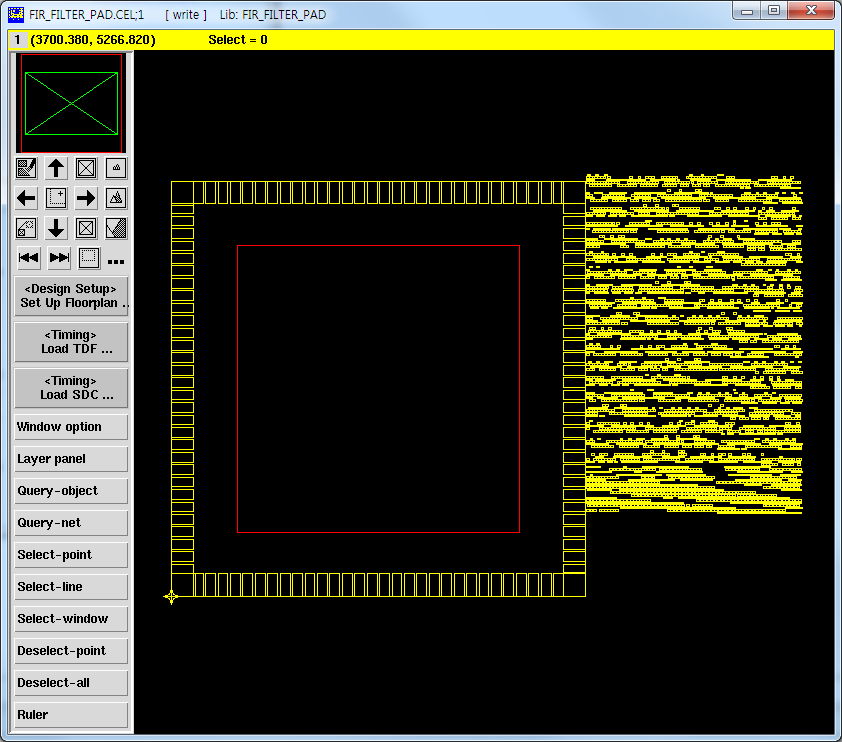 FIR_FILTER_PAD.CEL;1 [ write ] Lib: FIR_FILTER_PAD
1 (3700.380, 5266.820) Select = 0
<Design Setup>
Set Up Floorplan ..
<Timing>
Load TDF ...
<Timing>
Load SDC ...
Window option
Layer panel
Query-object
Query-net
Select-point
Select-line
Select-window
Deselect-point
Deselect-all
Ruler